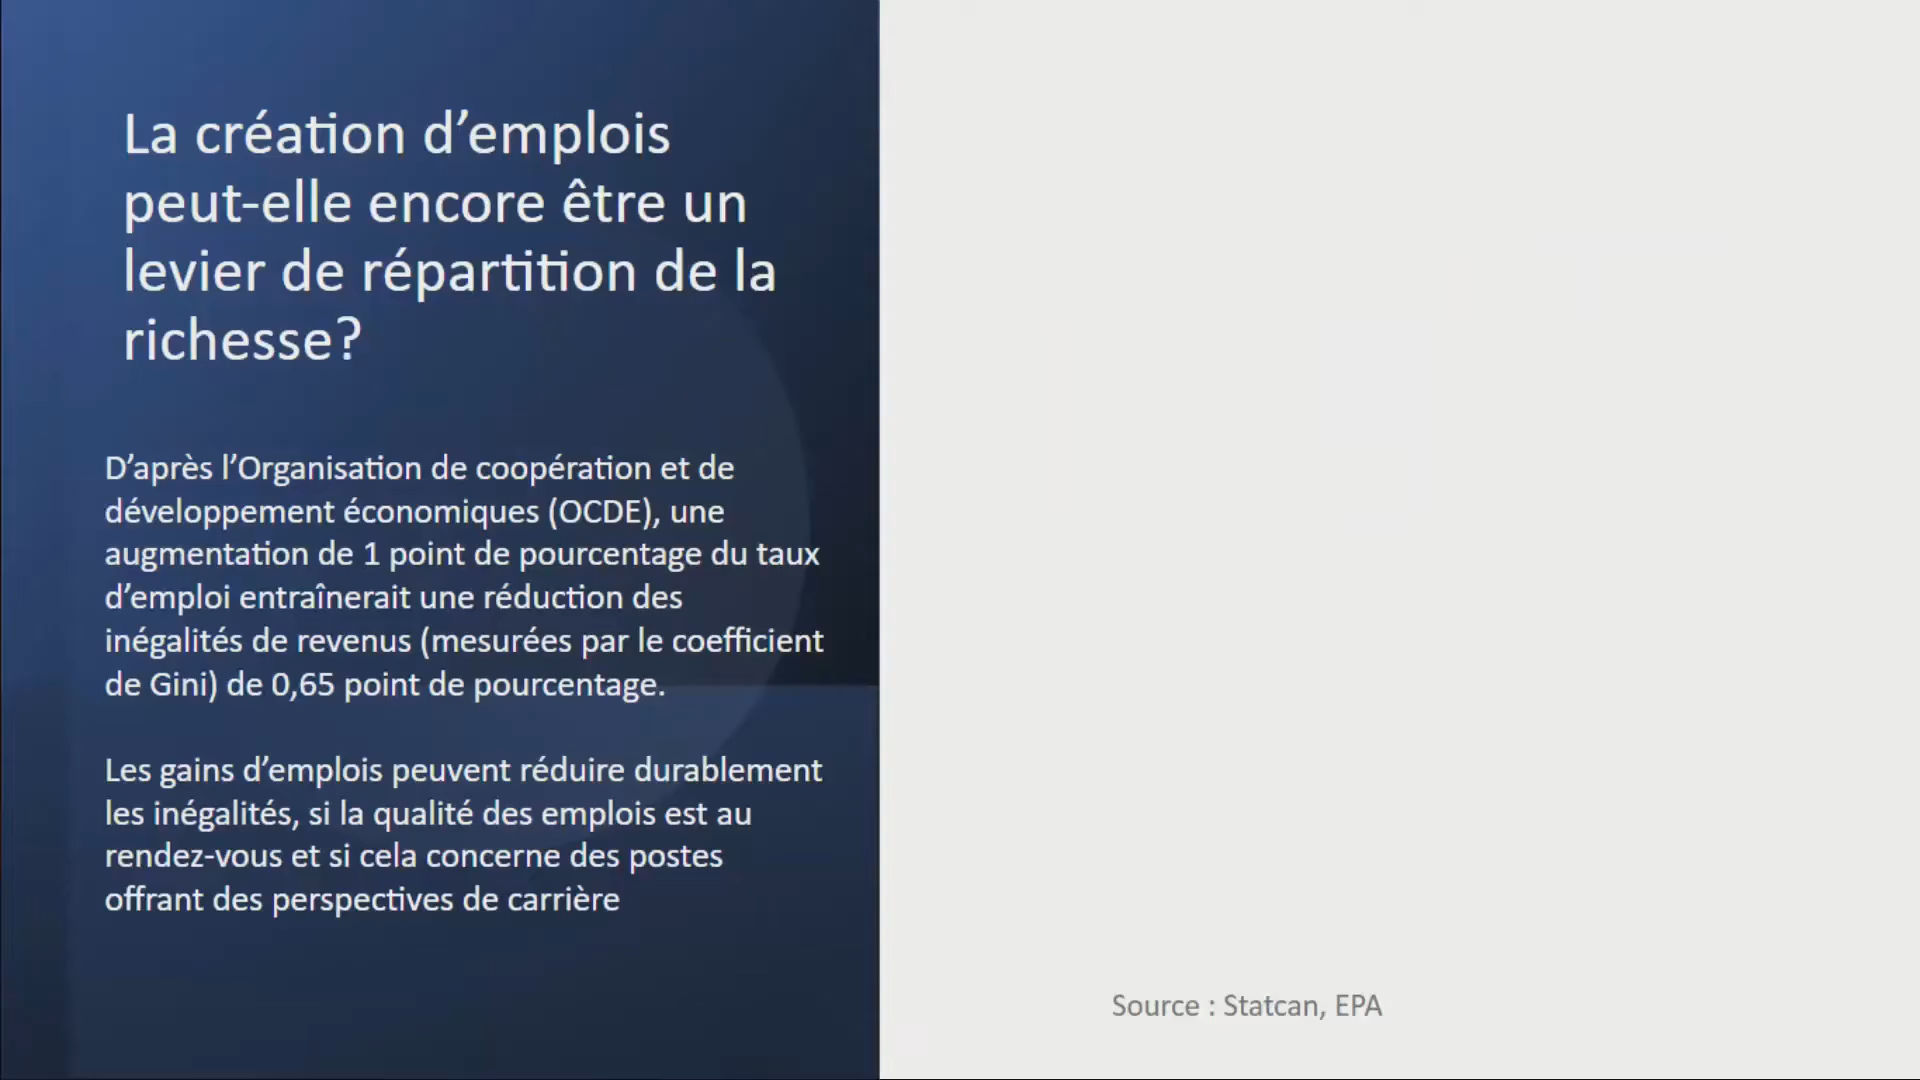 La création d’emplois
peut-elle encore être un
levier de répartition de la
richesse?
D’après l’Organisation de coopération et de
développement économiques (OCDE), une
augmentation de 1 point de pourcentage du taux
d’emploi entraînerait une réduction des
inégalités de revenus (mesurées par le coefficient
de Gini) de 0,65 point de pourcentage.
Les gains d’emplois peuvent réduire durablement
les inégalités, si la qualité des emplois est au
rendez-vous et si cela concerne des postes
offrant des perspectives de carrière
Source : Statcan, EPA